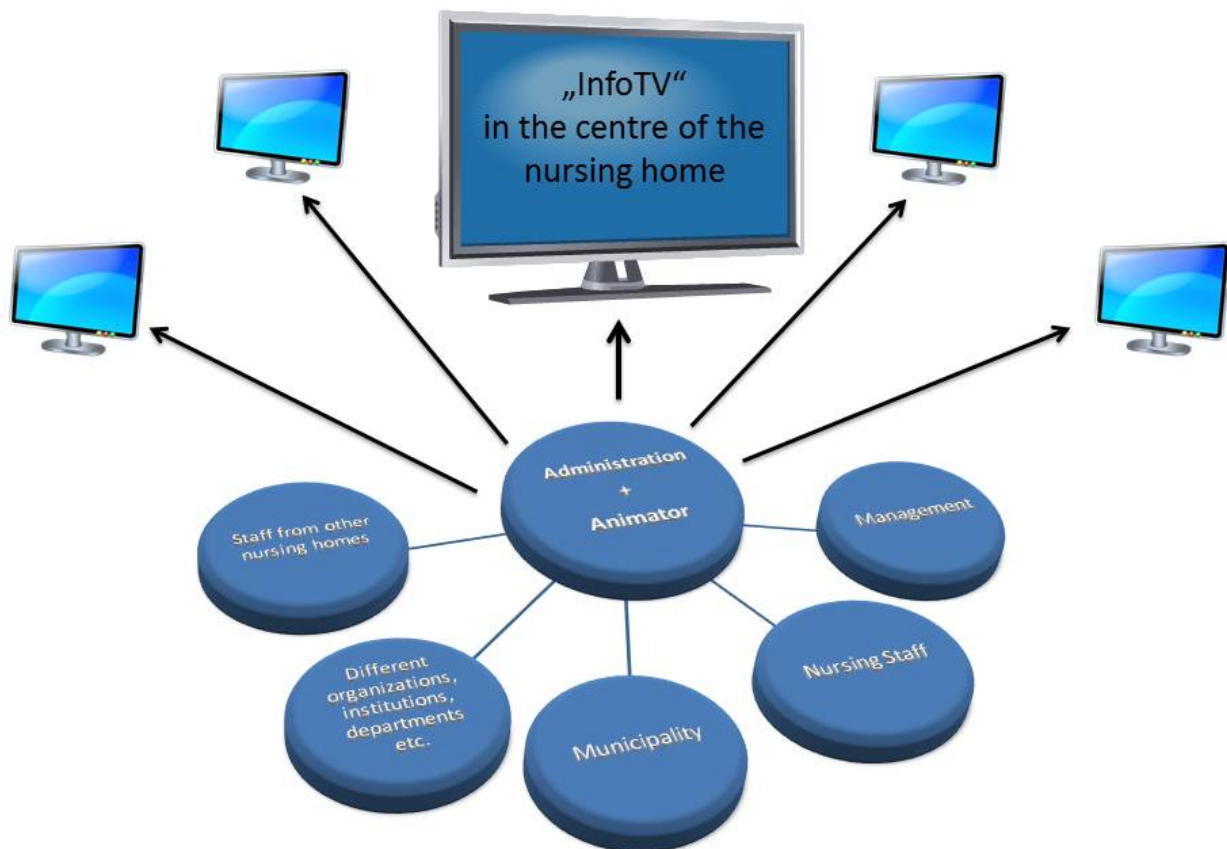 „InfoTV“
in the centre of the
nursing home
Administration
+
Animator
Staff from other
nursing homes
Management
Different
organizations,
institutions,
departments
etc.
Municipality
Nursing Staff